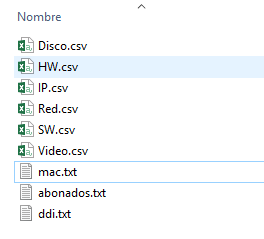 Nombre
Disco.csv
HW.csv
IP.csv
Red.csv
SW.csv
Video.csv
mac.txt
abonados.txt
ddi.txt